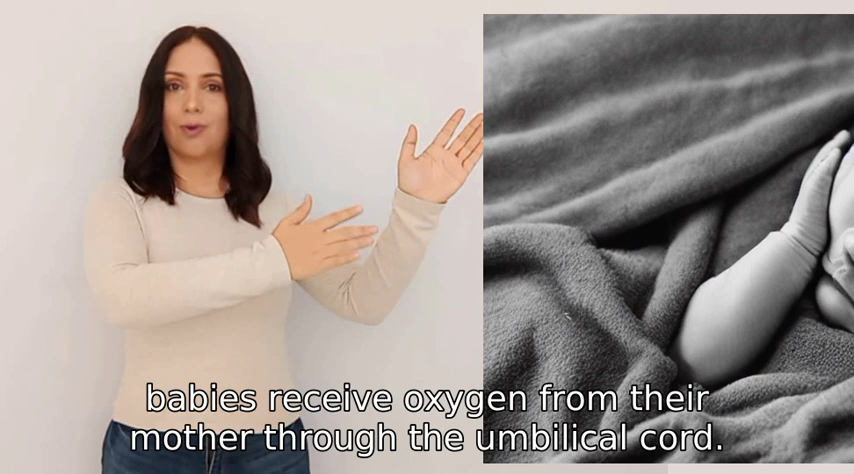 babies receive oxygen from their
mother through the umbilical cord.